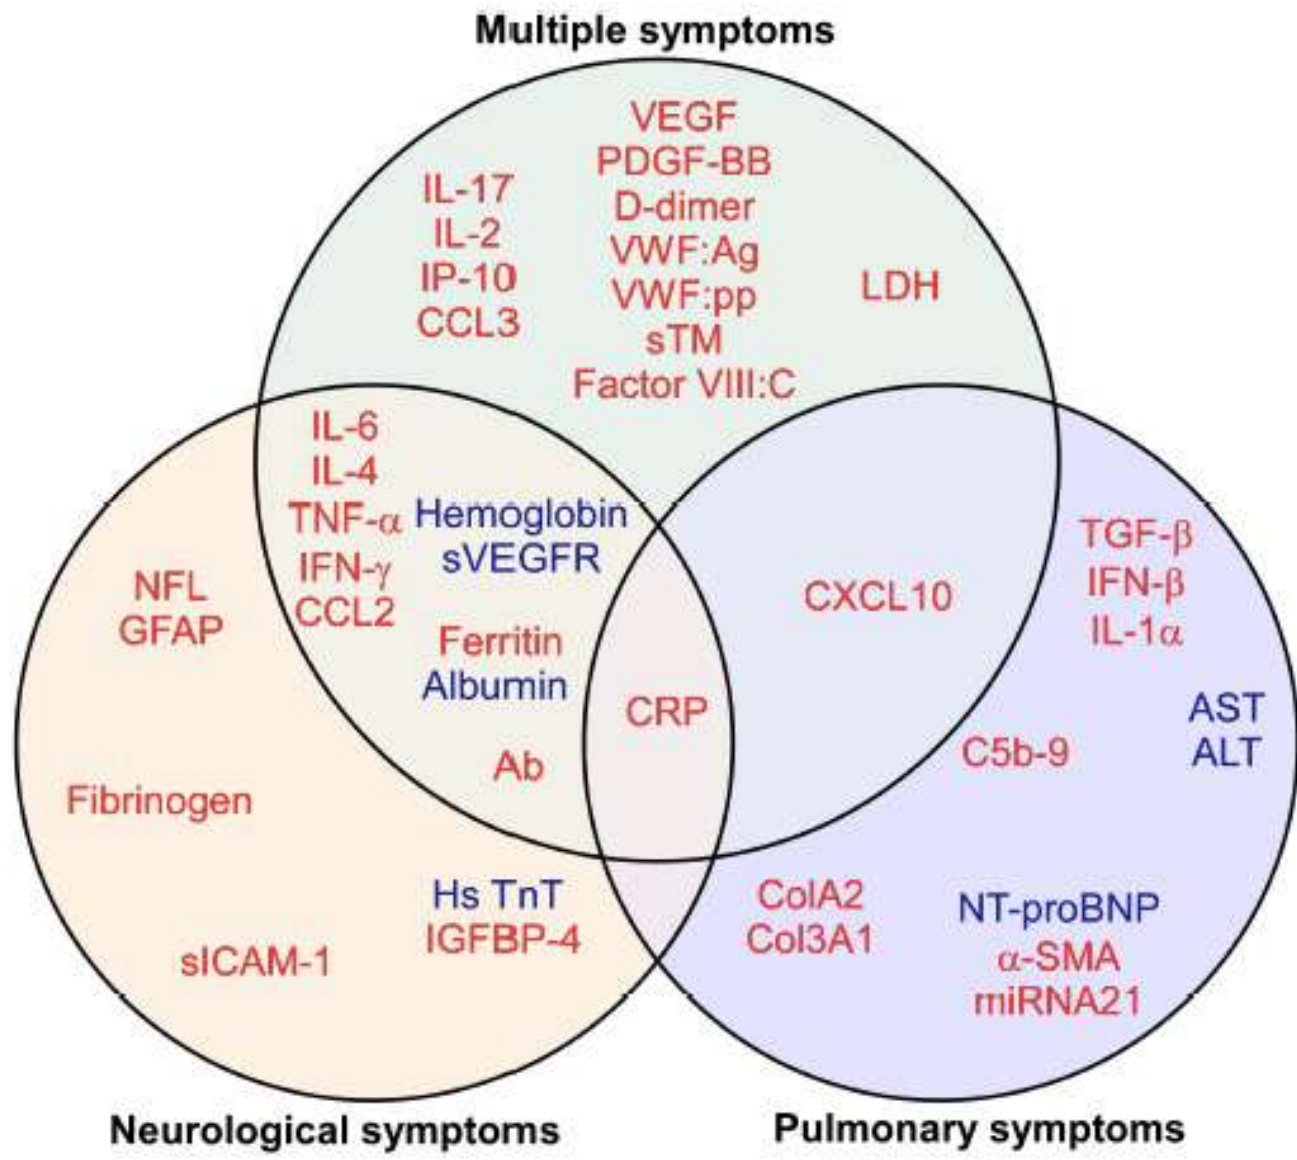 Multiple symptoms
VEGF
PDGF-BB
D-dimer
VWF:Ag
VWF:pp
sTM
Factor VIII:C
IL-17
IL-2
IP-10
CCL3
LDH
IL-6
IL-4
TNF-α
IFN-γ
CCL2
Hemoglobin
sVEGFR
Ferritin
Albumin
Ab
CRP
CXCL10
NFL
GFAP
Fibrinogen
sICAM-1
Hs TnT
IGFBP-4
TGF-β
IFN-β
IL-1α
AST
ALT
C5b-9
ColA2
Col3A1
NT-proBNP
α-SMA
miRNA21
Neurological symptoms
Pulmonary symptoms